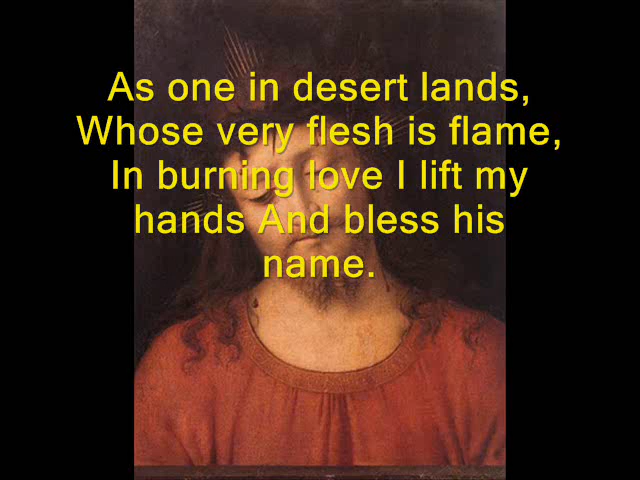 As one in desert lands,
Whose very flesh is flame,
In burning love I lift my
hands And bless his
name.